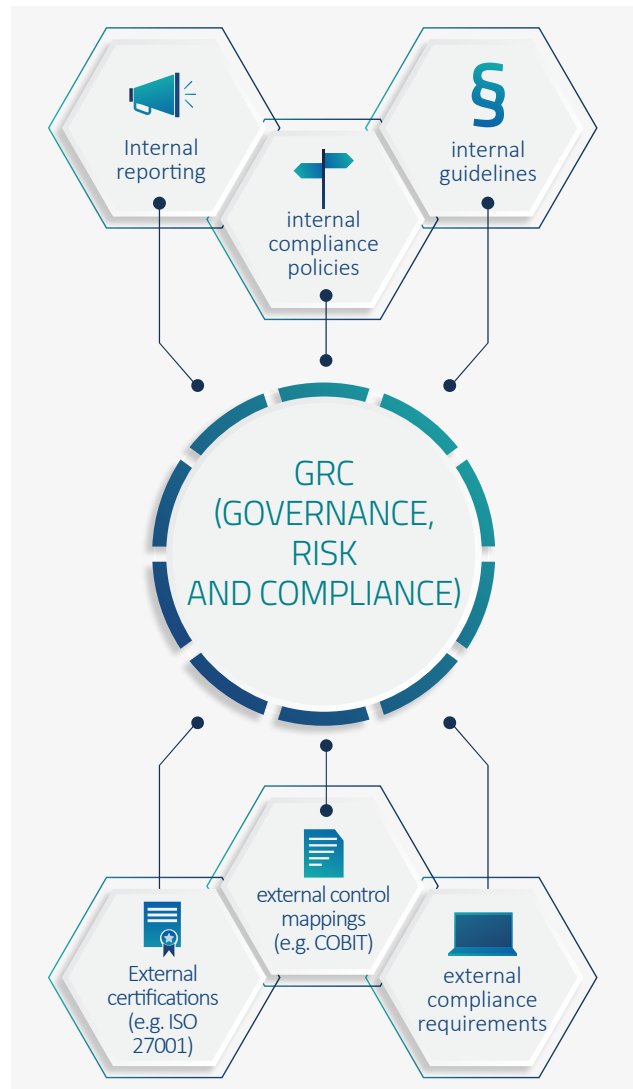 Internal
reporting
§
internal
guidelines
internal
compliance
policies
GRC
(GOVERNANCE,
RISK
AND COMPLIANCE)
external control
mappings
(e.g. COBIT)
External
certifications
(e.g. ISO
27001)
external
compliance
requirements